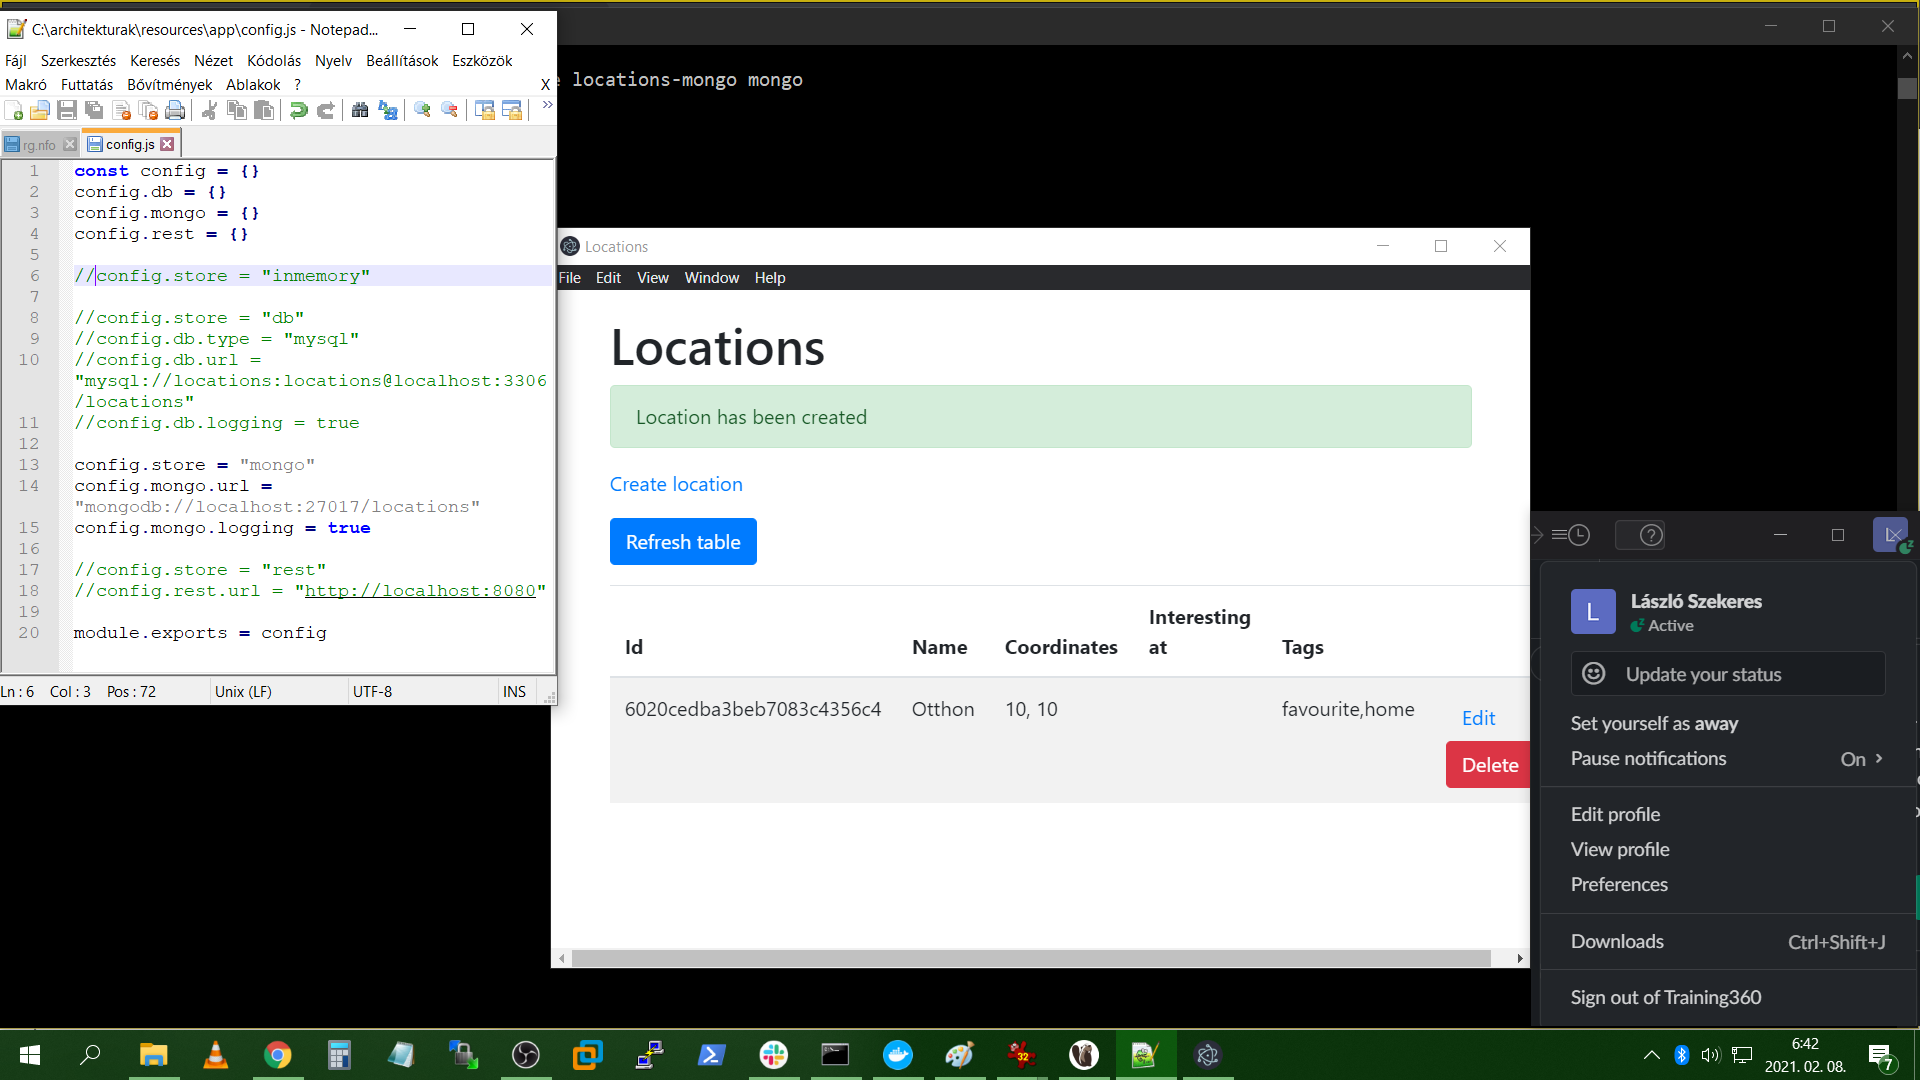 C:\architekturak\resources\app\config.js - Notepad...
Fájl Szerkesztés Keresés Nézet Kódolás Nyelv Beállítások Eszközök
Makró Futtatás Bővítmények Ablakok ? X
rg.nfo config.js
1 const config = {}
2 config.db = {}
3 config.mongo = {}
4 config.rest = {}
5
6 //config.store = "inmemory"
7
8 //config.store = "db"
9 //config.db.type = "mysql"
10 //config.db.url =
"mysql://locations:locations@localhost:3306
/locations"
11 //config.db.logging = true
12
13 config.store = "mongo"
14 config.mongo.url =
"mongodb://localhost:27017/locations"
15 config.mongo.logging = true
16
17 //config.store = "rest"
18 //config.rest.url = "http://localhost:8080"
19
20 module.exports = config
Ln : 6 Col : 3 Pos : 72 Unix (LF) UTF-8 INS
locations-mongo mongo
Locations
File Edit View Window Help
Locations
Location has been created
Create location
Refresh table
Id Name Coordinates Interesting at Tags
6020cedba3beb7083c4356c4 Otthon 10, 10 favourite,home Edit
Delete
L
László Szekeres
Active
Update your status
Set yourself as away
Pause notifications On
Edit profile
View profile
Preferences
Downloads Ctrl+Shift+J
Sign out of Training360
32
6:42
2021. 02. 08.
7